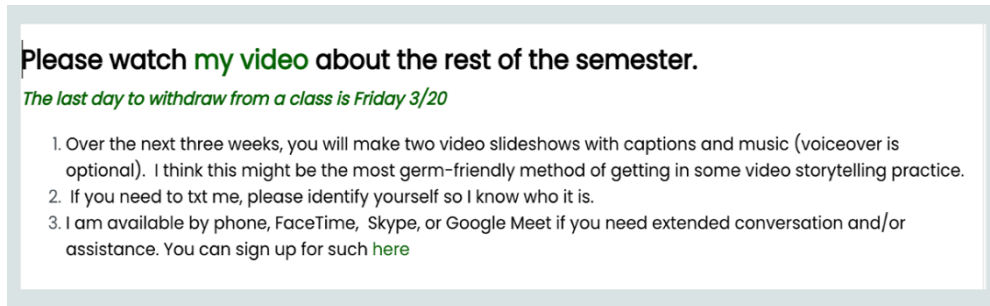 Please watch my video about the rest of the semester.
The last day to withdraw from a class is Friday 3/20
1. Over the next three weeks, you will make two video slideshows with captions and music (voiceover is
optional).  I think this might be the most germ-friendly method of getting in some video storytelling practice.
2. If you need to txt me, please identify yourself so I know who it is.
3. I am available by phone, FaceTime,  Skype, or Google Meet if you need extended conversation and/or
assistance. You can sign up for such here